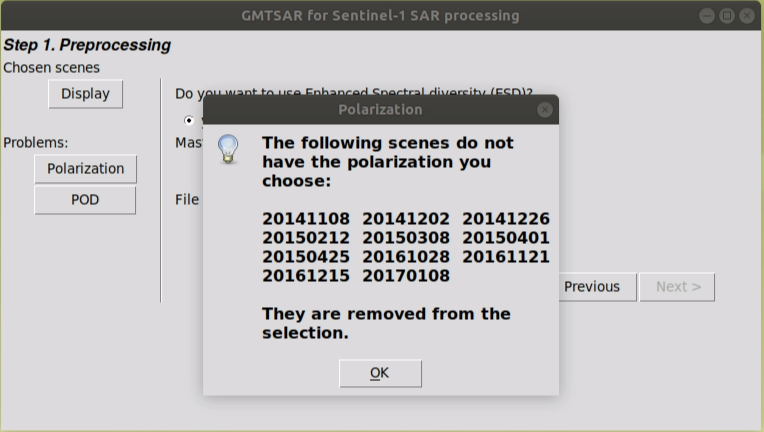 GMTSAR for Sentinel-1 SAR processing
Step 1. Preprocessing
Chosen scenes
Display
Do you want to use Enhanced Spectral diversity (ESD)?
Problems:
Polarization
POD
File
Polarization
The following scenes do not
have the polarization you
choose:
20141108 20141202 20141226
20150212 20150308 20150401
20150425 20161028 20161121
20161215 20170108
They are removed from the
selection.
OK
Previous
Next >